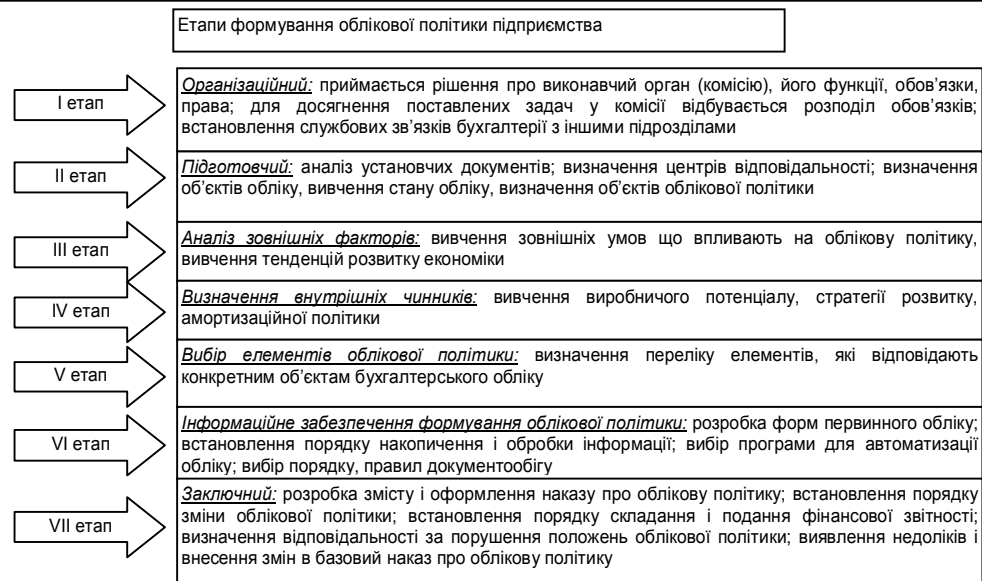 Етапи формування облікової політики підприємства
І етап
Організаційний: приймається рішення про виконавчий орган (комісію), його функції, обов’язки,
права; для досягнення поставлених задач у комісії відбувається розподіл обов’язків;
встановлення службових зв’язків бухгалтерії з іншими підрозділами
ІІ етап
Підготовчий: аналіз установчих документів; визначення центрів відповідальності; визначення
об’єктів обліку, вивчення стану обліку, визначення об’єктів облікової політики
ІІІ етап
Аналіз зовнішніх факторів: вивчення зовнішніх умов що впливають на облікову політику,
вивчення тенденцій розвитку економіки
IV етап
Визначення внутрішніх чинників: вивчення виробничого потенціалу, стратегії розвитку,
амортизаційної політики
V етап
Вибір елементів облікової політики: визначення переліку елементів, які відповідають
конкретним об’єктам бухгалтерського обліку
VI етап
Інформаційне забезпечення формування облікової політики: розробка форм первинного обліку;
встановлення порядку накопичення і обробки інформації; вибір програми для автоматизації
обліку; вибір порядку, правил документообігу
VII етап
Заключний: розробка змісту і оформлення наказу про облікову політику; встановлення порядку
зміни облікової політики; встановлення порядку складання і подання фінансової звітності;
визначення відповідальності за порушення положень облікової політики; виявлення недоліків і
внесення змін в базовий наказ про облікову політику